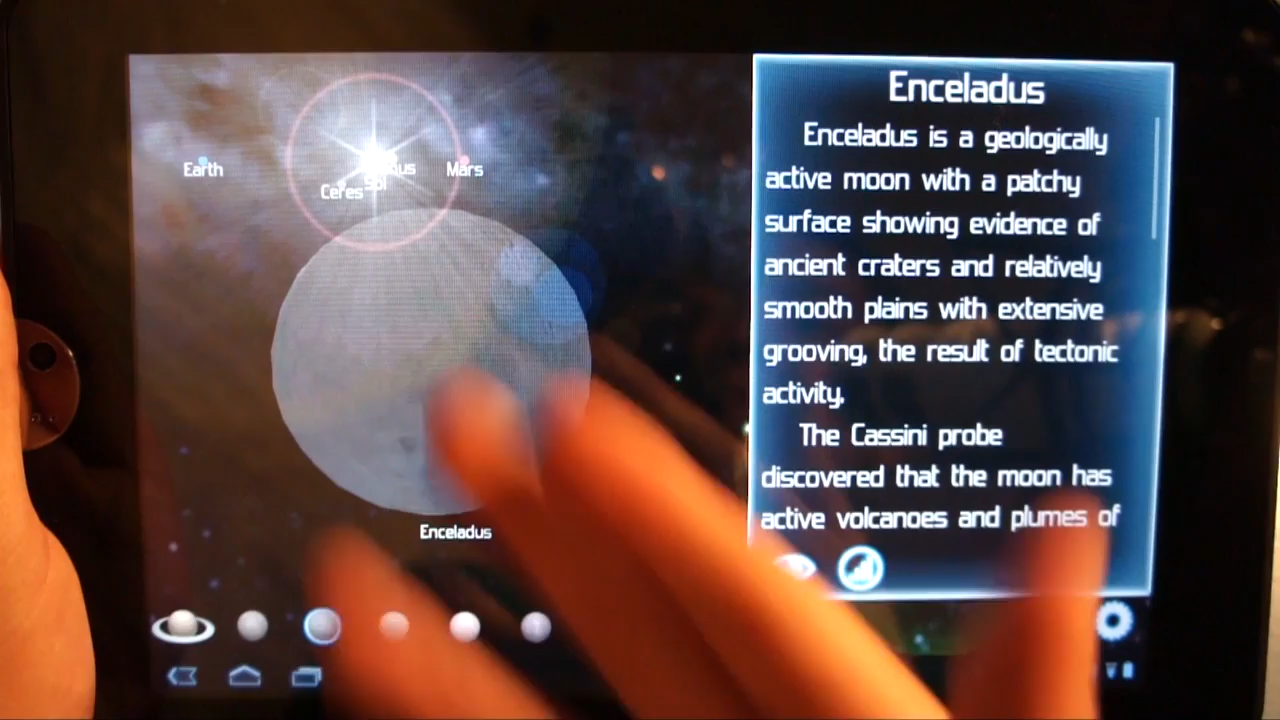 Enceladus
Enceladus is a geologically
active moon with a patchy
surface showing evidence of
ancient craters and relatively
smooth plains with extensive
grooving, the result of tectonic
activity.
The Cassini probe
discovered that the moon has
active volcanoes and plumes of
Earth
Mars
Ceres
Sol
Enceladus